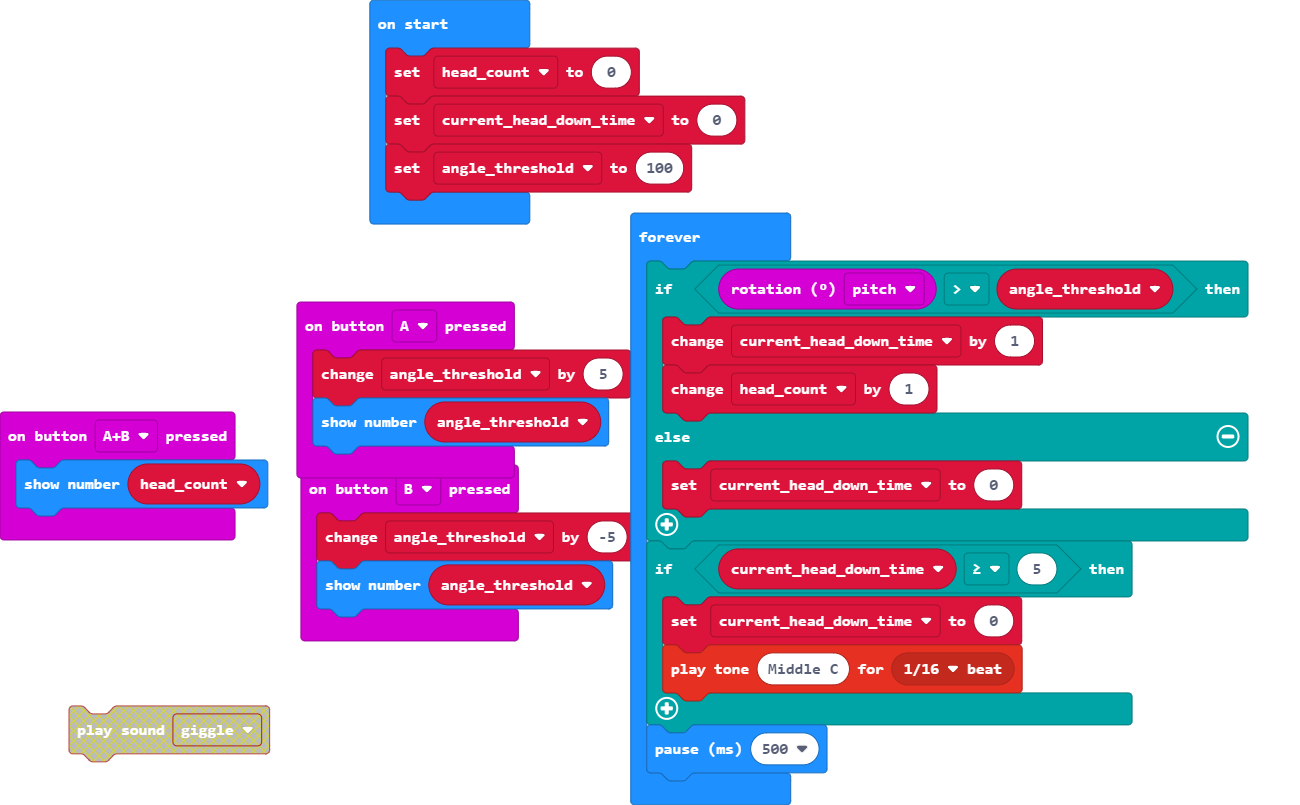 on start
set head_count to 0
set current_head_down_time to 0
set angle_threshold to 100
forever
if rotation (º) pitch > angle_threshold then
change current_head_down_time by 1
change head_count by 1
else
set current_head_down_time to 0
if current_head_down_time ≥ 5 then
set current_head_down_time to 0
play tone Middle C for 1/16 beat
pause (ms) 500
on button A pressed
change angle_threshold by 5
show number angle_threshold
on button B pressed
change angle_threshold by -5
show number angle_threshold
on button A+B pressed
show number head_count
play sound giggle